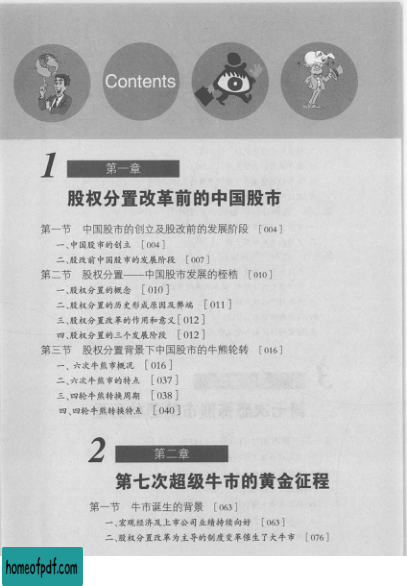 Contents
1 第一章
股权分置改革前的中国股市
第一节 中国股市的创立及股改前的发展阶段 [004]
一、中国股市的创立 [004]
二、股改前中国股市的发展阶段 [007]
第二节 股权分置——中国股市发展的桎梏 [010]
一、股权分置的概念 [010]
二、股权分置的历史形成原因及弊端 [011]
三、股权分置改革的作用和意义[012]
四、股权分置的三个发展阶段 [012]
第三节 股权分置背景下中国股市的牛熊轮转 [016]
一、六次牛熊市概况 [016]
二、六次牛熊市的特点 [037]
三、四轮牛熊转换周期 [038]
四、四轮牛熊转换特点 [040]
2 第二章
第七次超级牛市的黄金征程
第一节 牛市诞生的背景 [063]
一、宏观经济及上市公司业绩持续向好 [063]
二、股权分置改革为主导的制度变革催生了大牛市 [076]
homeofpdf.com